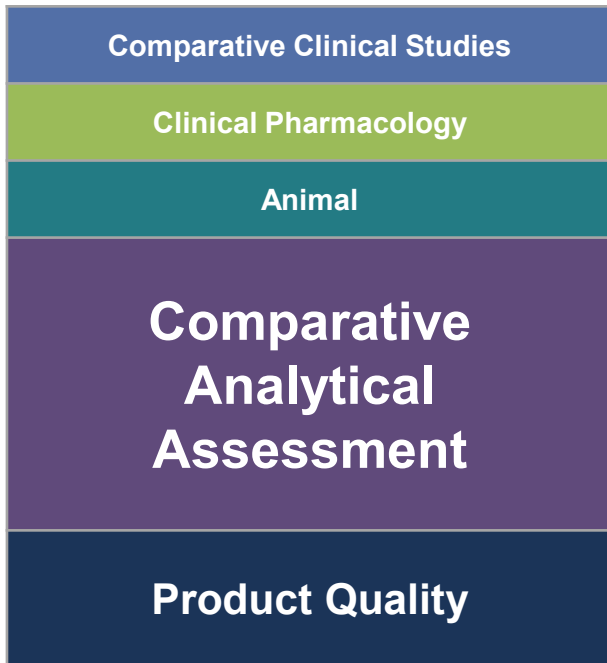 Comparative Clinical Studies
Clinical Pharmacology
Animal
Comparative
Analytical
Assessment
Product Quality